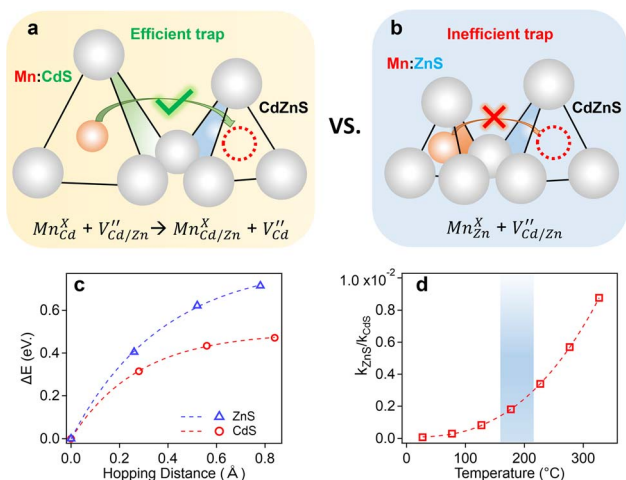 a
Efficient trap
Mn:CdS
CdZnS
Mn^X_Cd + V''_Cd/Zn → Mn^X_Cd/Zn + V''_Cd
VS.
b
Inefficient trap
Mn:ZnS
CdZnS
Mn^X_Zn + V''_Cd/Zn
c
ΔE (eV.)
0.6
0.4
0.2
0.0
ZnS
CdS
0.0 0.2 0.4 0.6 0.8
Hopping Distance (Å)
d
k_ZnS/k_CdS
1.0 x10^-2
0.8
0.6
0.4
0.2
0.0
100 200 300
Temperature (°C)